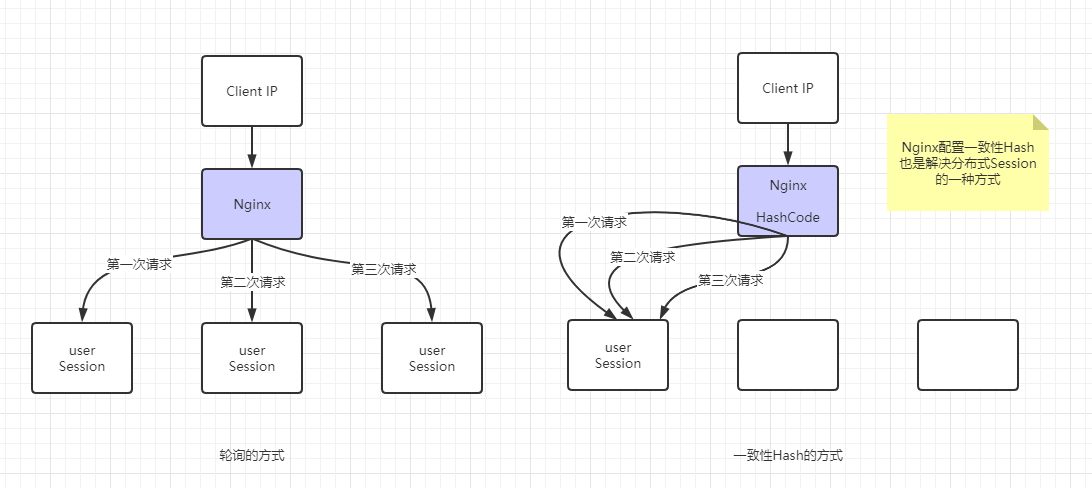 Client IP
Nginx
第一次请求
第二次请求
第三次请求
user
Session
user
Session
user
Session
轮询的方式
Client IP
Nginx
HashCode
第一次请求
第二次请求
第三次请求
user
Session
一致性Hash的方式
Nginx配置一致性Hash
也是解决分布式Session
的一种方式